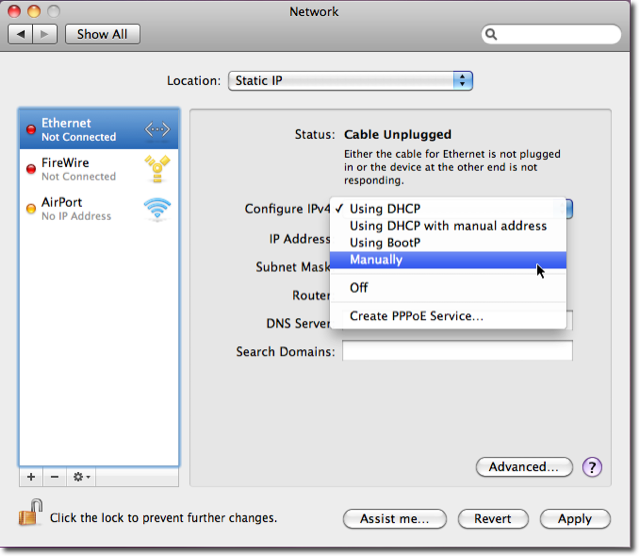 Network
Show All
Location: Static IP
Ethernet
Not Connected
FireWire
Not Connected
AirPort
No IP Address
Status: Cable Unplugged
Either the cable for Ethernet is not plugged
in or the device at the other end is not
responding.
Configure IPv4
✓ Using DHCP
Using DHCP with manual address
Using BootP
Manually
Off
Create PPPoE Service...
IP Address
Subnet Mask
Router
DNS Server
Search Domains:
Advanced...
?
Click the lock to prevent further changes.
Assist me...
Revert
Apply